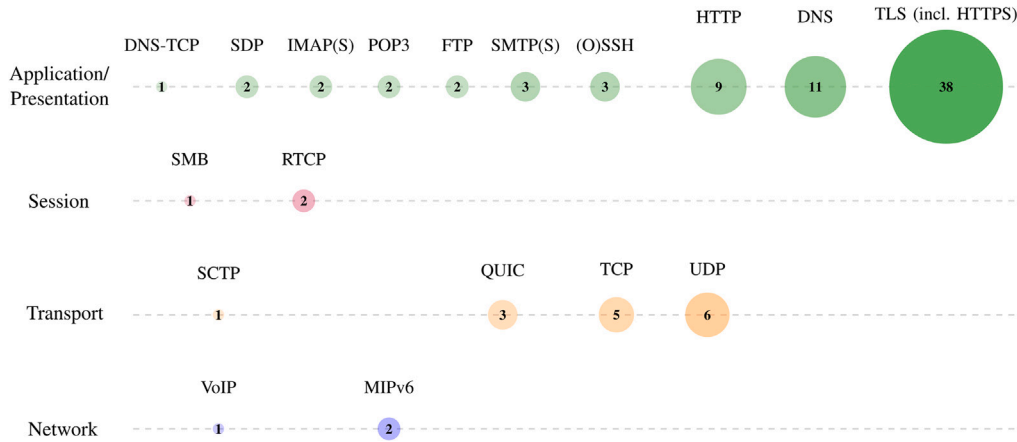 HTTP DNS TLS (incl. HTTPS)
DNS-TCP SDP IMAP(S) POP3 FTP SMTP(S) (O)SSH
Application/
Presentation
1 2 2 2 2 3 3 9 11 38
SMB RTCP
Session 1 2
SCTP QUIC TCP UDP
Transport 1 3 5 6
VoIP MIPv6
Network 1 2